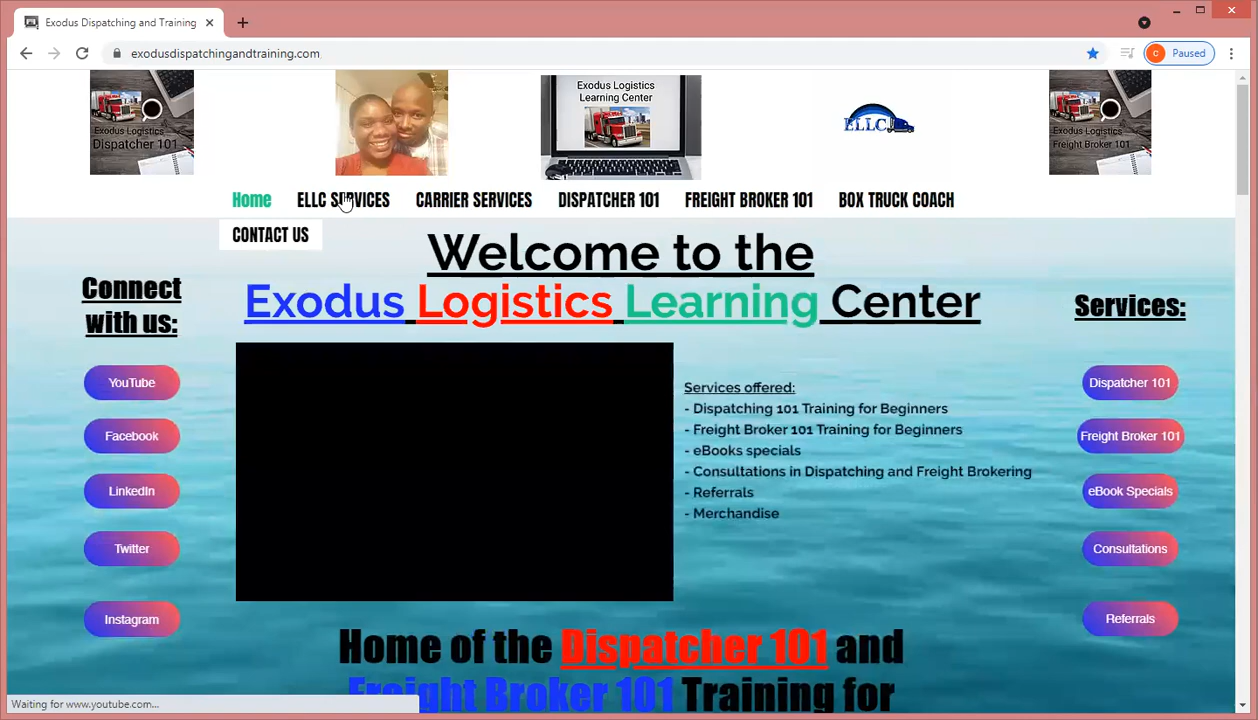 Exodus Dispatching and Training
exodusdispatchingandtraining.com
C Paused
Exodus Logistics
Dispatcher 101
Exodus Logistics
Learning Center
ELLC
Exodus Logistics
Freight Broker 101
Home ELLC SERVICES CARRIER SERVICES DISPATCHER 101 FREIGHT BROKER 101 BOX TRUCK COACH
CONTACT US
Welcome to the
Exodus Logistics Learning Center
Connect
with us:
YouTube
Facebook
LinkedIn
Twitter
Instagram
Services offered:
- Dispatching 101 Training for Beginners
- Freight Broker 101 Training for Beginners
- eBooks specials
- Consultations in Dispatching and Freight Brokering
- Referrals
- Merchandise
Services:
Dispatcher 101
Freight Broker 101
eBook Specials
Consultations
Referrals
Home of the Dispatcher 101 and
Freight Broker 101 Training for
Waiting for www.youtube.com...